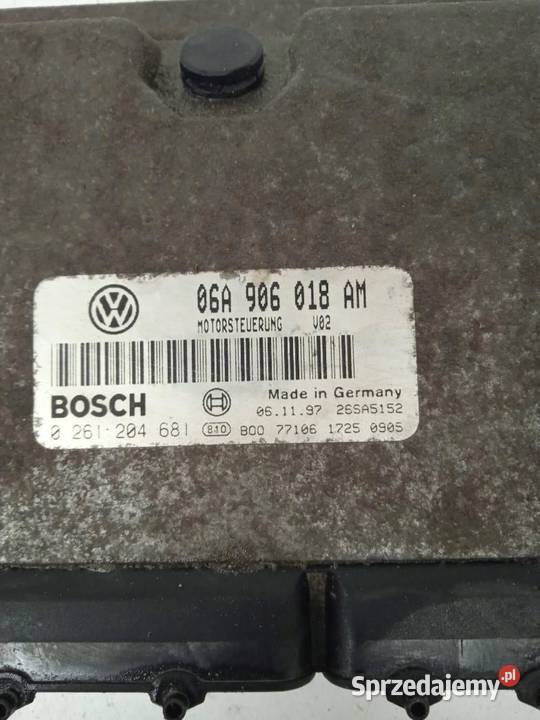 06A 906 018 AM
MOTORSTEUERUNG V02
BOSCH
Made in Germany
06.11.97 26SA5152
0 261 204 681 810 B00 77106 1725 0905
Sprzedajemy.pl